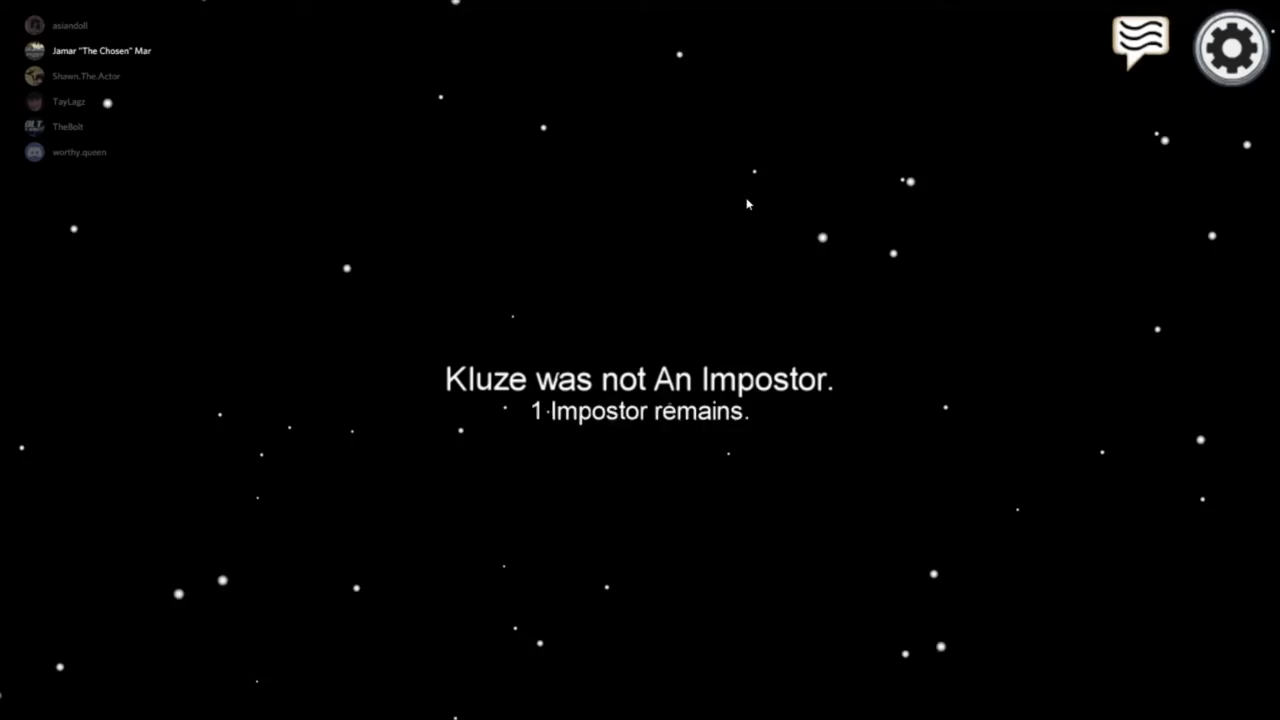 asiandoll
Jamar "The Chosen" Mar
Shawn.The.Actor
TayLagz
TheBolt
worthy.queen
Kluze was not An Impostor.
1 Impostor remains.